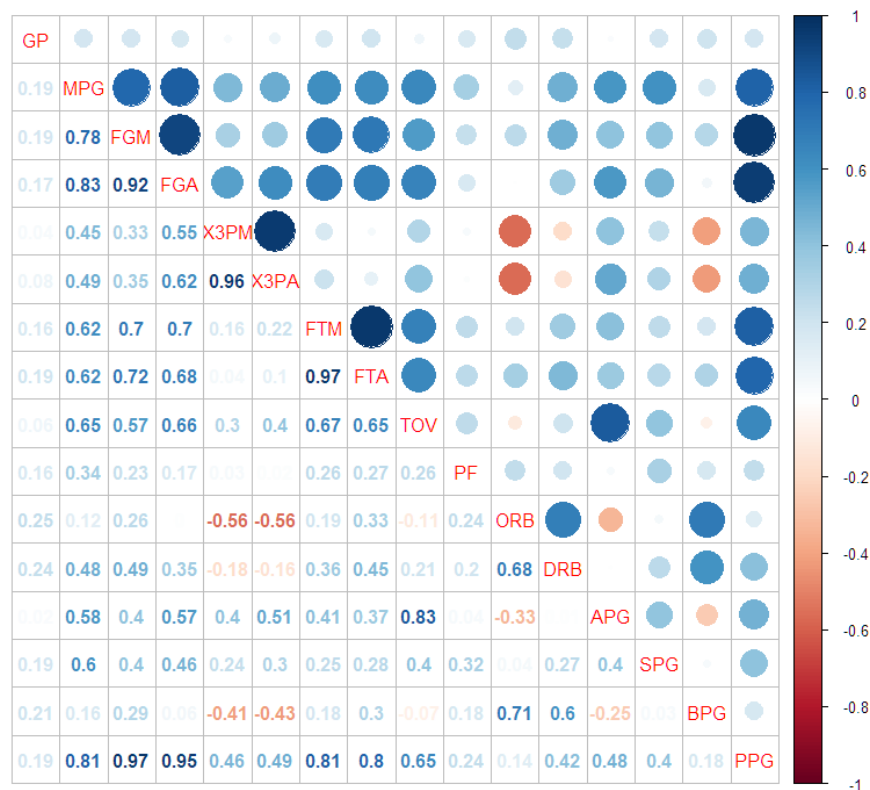 GP
0.19 MPG
0.19 0.78 FGM
0.17 0.83 0.92 FGA
0.04 0.45 0.33 0.55 X3PM
0.08 0.49 0.35 0.62 0.96 X3PA
0.16 0.62 0.7 0.7 0.16 0.22 FTM
0.19 0.62 0.72 0.68 0.04 0.1 0.97 FTA
0.06 0.65 0.57 0.66 0.3 0.4 0.67 0.65 TOV
0.16 0.34 0.23 0.17 0.03 0.02 0.26 0.27 0.26 PF
0.25 0.12 0.26 -0.56 -0.56 0.19 0.33 -0.11 0.24 ORB
0.24 0.48 0.49 0.35 -0.18 -0.16 0.36 0.45 0.21 0.2 0.68 DRB
0.02 0.58 0.4 0.57 0.4 0.51 0.41 0.37 0.83 0.04 -0.33 APG
0.19 0.6 0.4 0.46 0.24 0.3 0.25 0.28 0.4 0.32 0.04 0.27 0.4 SPG
0.21 0.16 0.29 0.06 -0.41 -0.43 0.18 0.3 -0.07 0.18 0.71 0.6 -0.25 0.03 BPG
0.19 0.81 0.97 0.95 0.46 0.49 0.81 0.8 0.65 0.24 0.14 0.42 0.48 0.4 0.18 PPG
1
0.8
0.6
0.4
0.2
0
-0.2
-0.4
-0.6
-0.8
-1